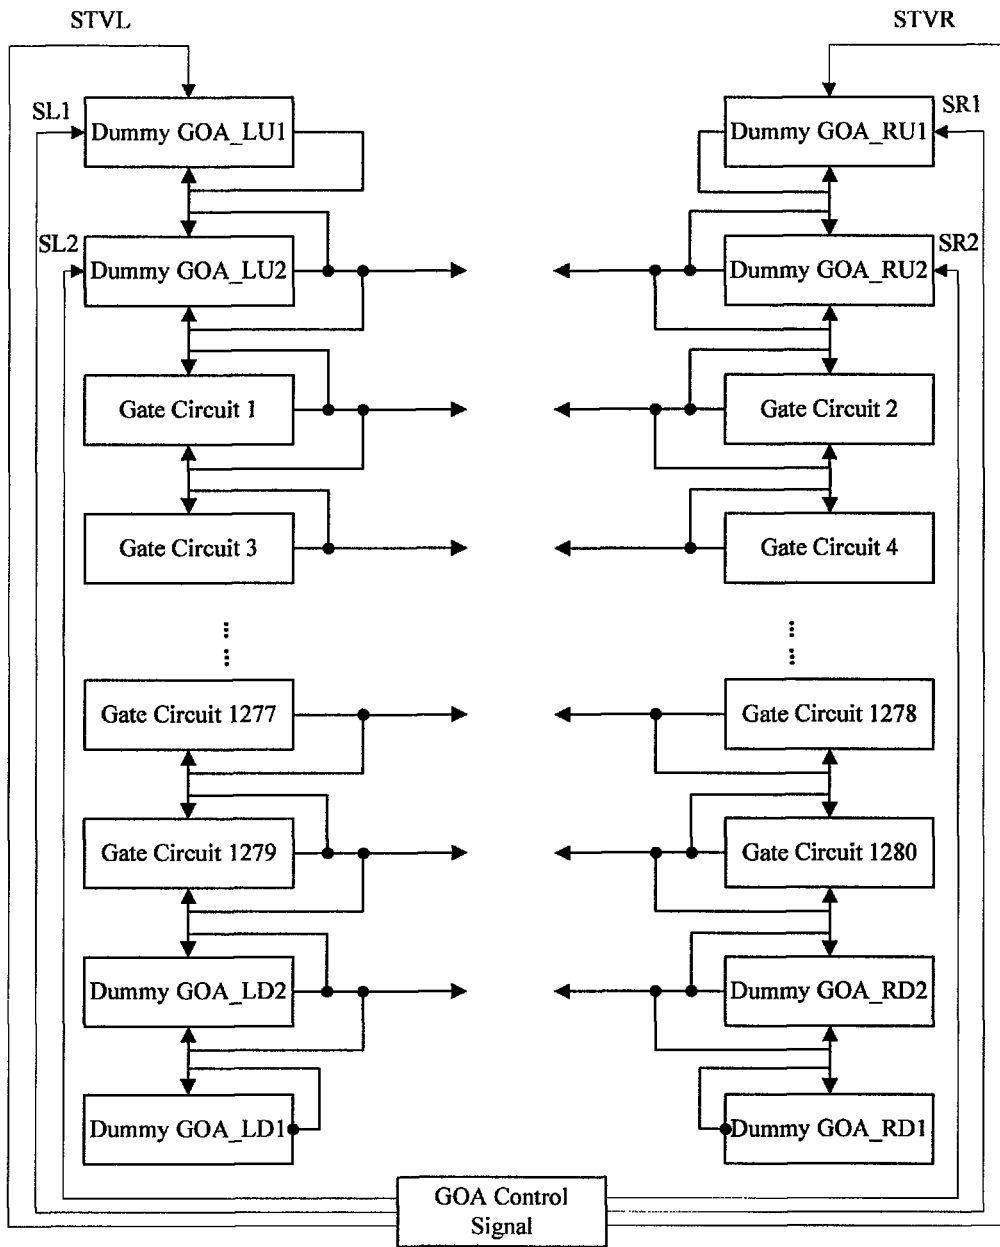 STVL STVR
SL1 SR1
Dummy GOA_LU1 Dummy GOA_RU1
SL2 SR2
Dummy GOA_LU2 Dummy GOA_RU2
Gate Circuit 1 Gate Circuit 2
Gate Circuit 3 Gate Circuit 4
... ...
... ...
Gate Circuit 1277 Gate Circuit 1278
Gate Circuit 1279 Gate Circuit 1280
Dummy GOA_LD2 Dummy GOA_RD2
Dummy GOA_LD1 Dummy GOA_RD1
GOA Control
Signal